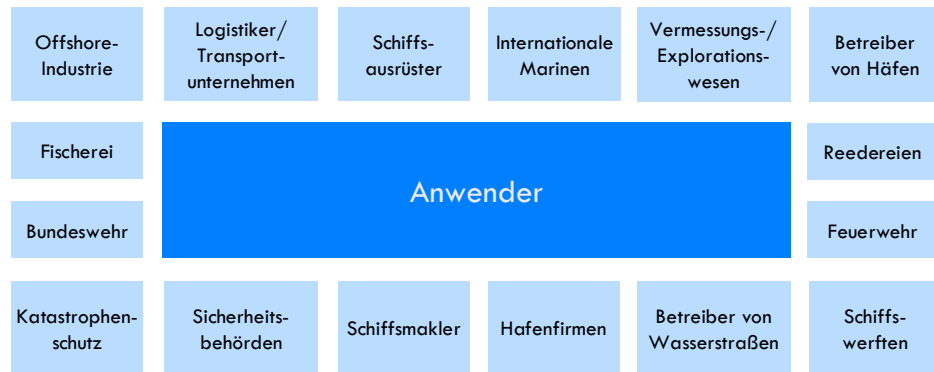 Offshore-
Industrie
Logistiker/
Transport-
unternehmen
Schiffs-
ausrüster
Internationale
Marinen
Vermessungs-/
Explorations-
wesen
Betreiber
von Häfen
Fischerei
Anwender
Reedereien
Bundeswehr
Feuerwehr
Katastrophen-
schutz
Sicherheits-
behörden
Schiffsmakler
Hafenfirmen
Betreiber von
Wasserstraßen
Schiffs-
werften